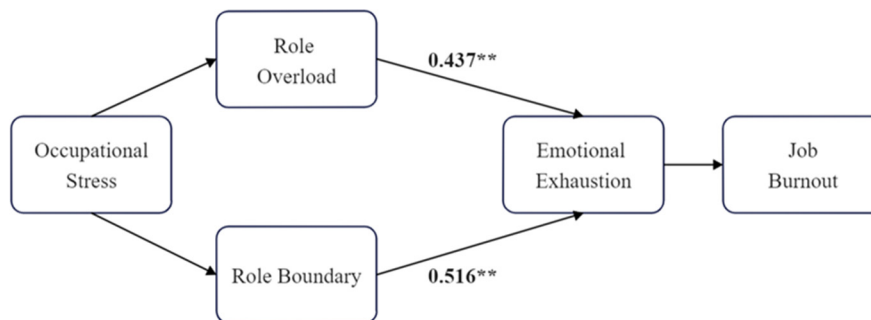 Role
Overload
0.437**
Occupational
Stress
Emotional
Exhaustion
Job
Burnout
Role Boundary
0.516**